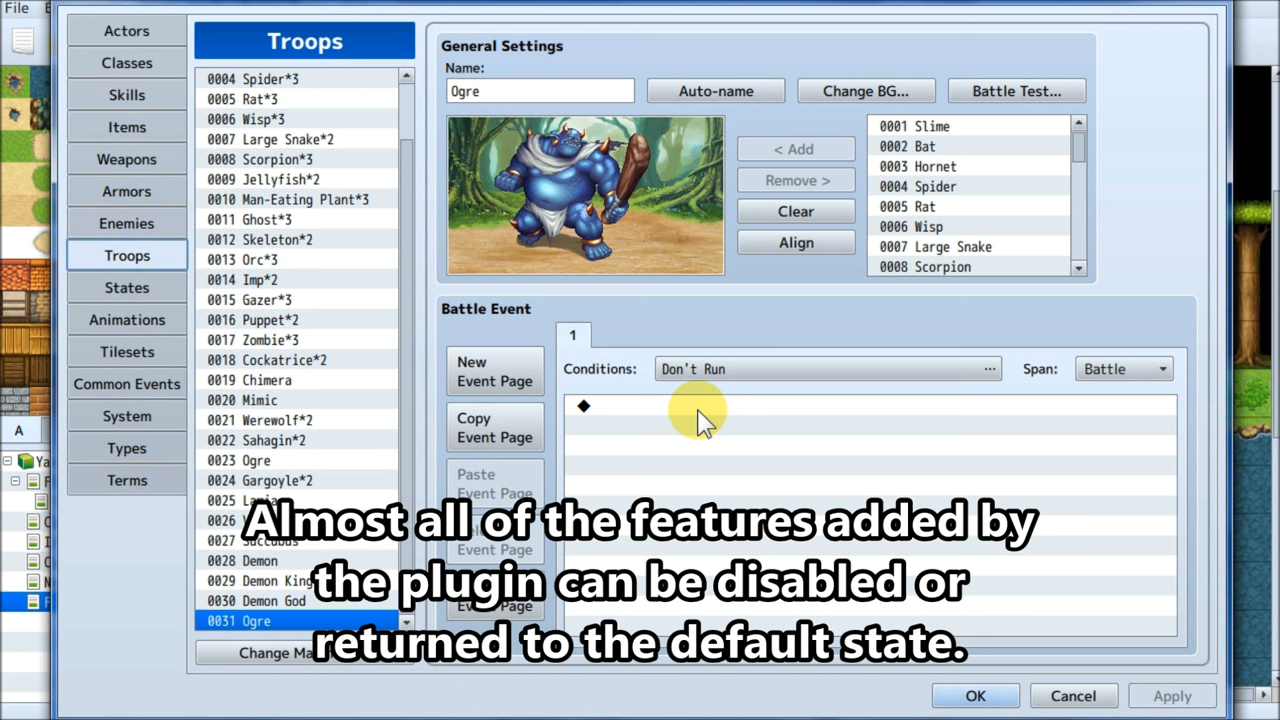 File
Actors
Classes
Skills
Items
Weapons
Armors
Enemies
Troops
States
Animations
Tilesets
Common Events
System
Types
Terms
A
Troops
0004 Spider*3
0005 Rat*3
0006 Wisp*3
0007 Large Snake*2
0008 Scorpion*3
0009 Jellyfish*2
0010 Man-Eating Plant*3
0011 Ghost*3
0012 Skeleton*2
0013 Orc*3
0014 Imp*2
0015 Gazer*3
0016 Puppet*2
0017 Zombie*3
0018 Cockatrice*2
0019 Chimera
0020 Mimic
0021 Werewolf*2
0022 Sahagin*2
0023 Ogre
0024 Gargoyle*2
0025 Lamia
0026
0027 Succubus
0028 Demon
0029 Demon King
0030 Demon God
0031 Ogre
General Settings
Name:
Ogre
Auto-name
Change BG...
Battle Test...
< Add
Remove >
Clear
Align
0001 Slime
0002 Bat
0003 Hornet
0004 Spider
0005 Rat
0006 Wisp
0007 Large Snake
0008 Scorpion
Battle Event
1
New
Event Page
Copy
Event Page
Paste
Event Page
Event Page
Event Page
Conditions:
Don't Run
...
Span:
Battle
Almost all of the features added by
the plugin can be disabled or
returned to the default state.
OK
Cancel
Apply